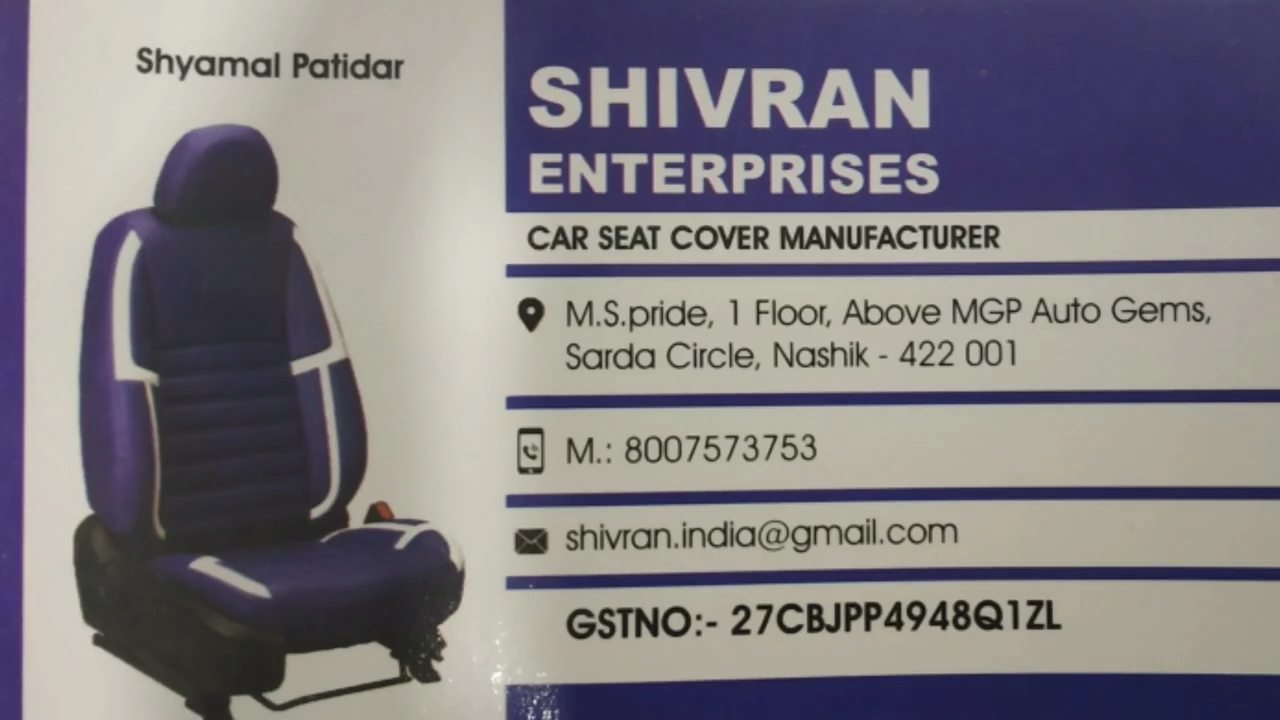 Shyamal Patidar
SHIVRAN
ENTERPRISES
CAR SEAT COVER MANUFACTURER
M.S.pride, 1 Floor, Above MGP Auto Gems,
Sarda Circle, Nashik - 422 001
M.: 8007573753
shivran.india@gmail.com
GSTNO:- 27CBJPP4948Q1ZL